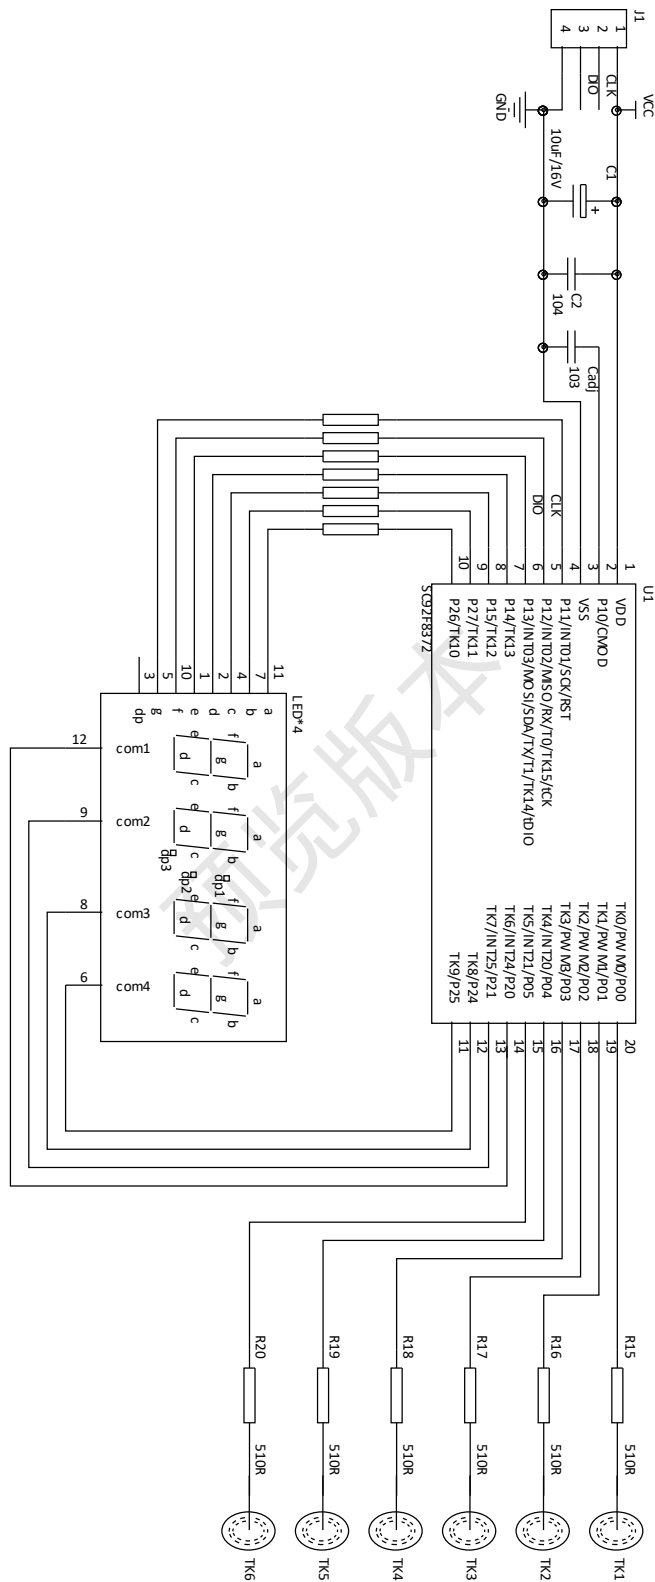 J1
1
2
3
4
CLK
DIO
VCC
GND
C1
10uF/16V
C2
104
Cadj
103
CLK
DIO
U1
SC92F8372
1
2
3
4
5
6
7
8
9
10
VDD
P10/CMOD
VSS
P11/INT01/SCK/RST
P12/INT02/MISO/RX/T0/TK15/tCK
P13/INT03/MOSI/SDA/TX/T1/TK14/tDIO
P14/TK13
P15/TK12
P27/TK11
P26/TK10
TK0/PWM0/P00
TK1/PWM1/P01
TK2/PWM2/P02
TK3/PWM3/P03
TK4/INT20/P04
TK5/INT21/P05
TK6/INT24/P20
TK7/INT25/P21
TK8/P24
TK9/P25
20
19
18
17
16
15
14
13
12
11
LED*4
11
7
4
2
1
10
5
3
a
b
c
d
e
f
g
dp
12
com1
9
com2
8
com3
6
com4
a
b
c
d
e
f
g
a
b
c
d
e
f
g
dp1
dp2
dp3
a
b
c
d
e
f
g
a
b
c
d
e
f
g
R15
510R
TK1
R16
510R
TK2
R17
510R
TK3
R18
510R
TK4
R19
510R
TK5
R20
510R
TK6
预览版本